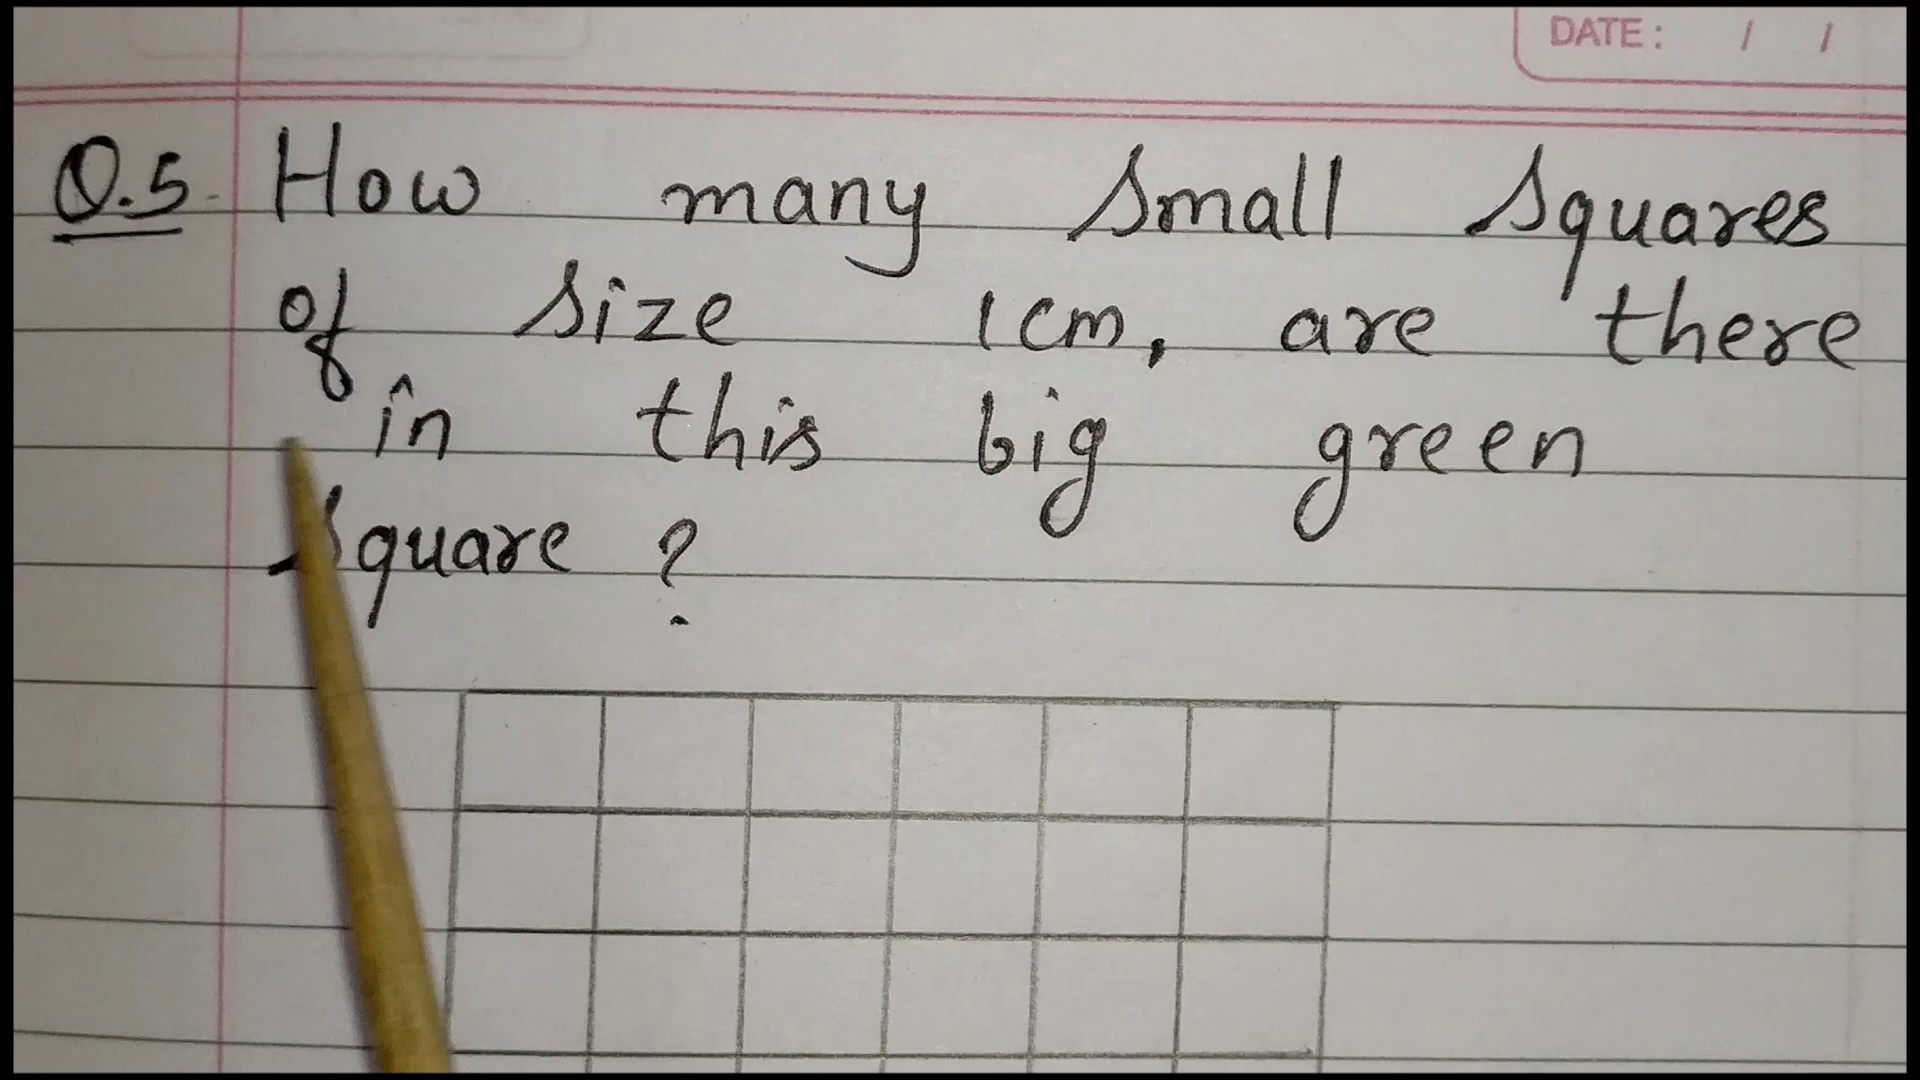 DATE: / /
Q.5. How many small squares
of size 1cm, are there
in this big green
square ?